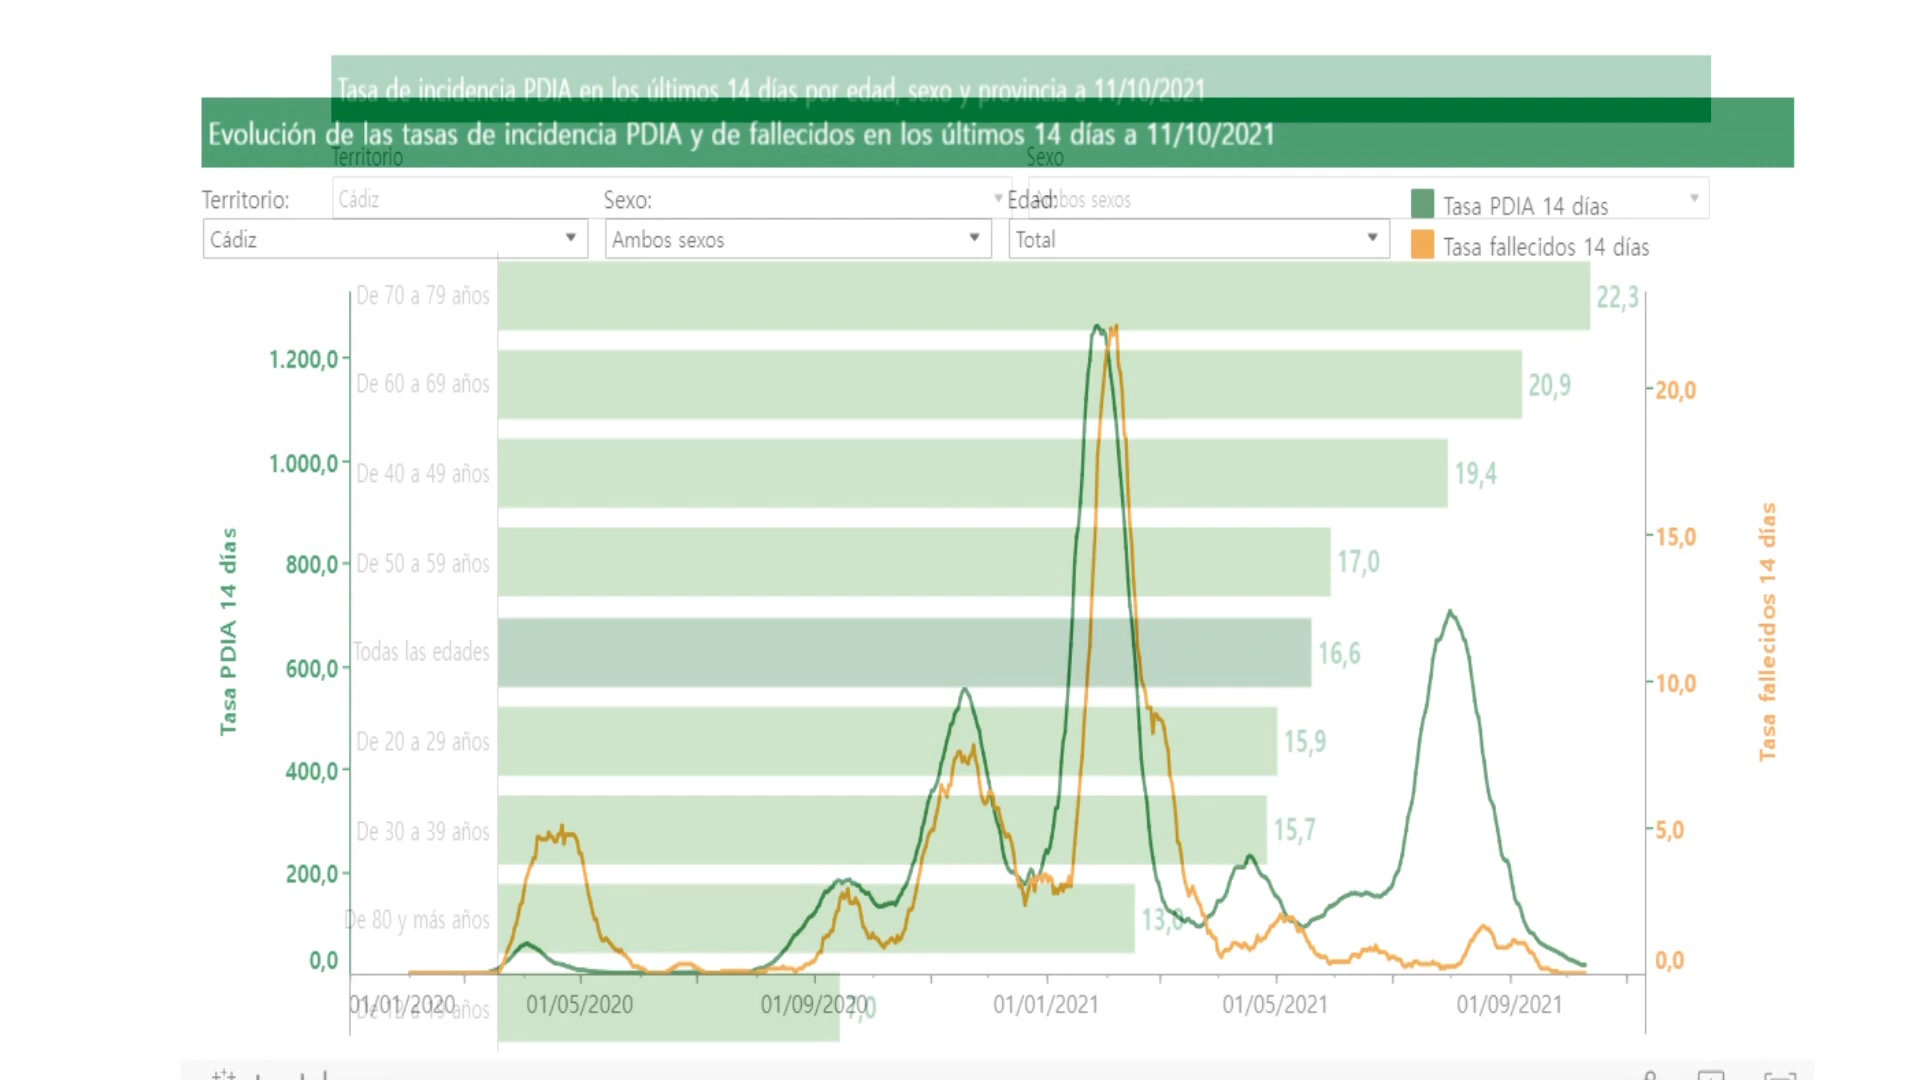 Tasa de incidencia PDIA en los últimos 14 días por edad, sexo y provincia a 11/10/2021
Evolución de las tasas de incidencia PDIA y de fallecidos en los últimos 14 días a 11/10/2021
Territorio
Sexo
Cádiz
Ambos sexos
Territorio:
Sexo:
Edad:
Cádiz
Ambos sexos
Total
Tasa PDIA 14 días
Tasa fallecidos 14 días
De 70 a 79 años
22,3
De 60 a 69 años
20,9
De 40 a 49 años
19,4
De 50 a 59 años
17,0
Todas las edades
16,6
De 20 a 29 años
15,9
De 30 a 39 años
15,7
De 80 y más años
7,0
1.200,0
1.000,0
800,0
600,0
400,0
200,0
0,0
Tasa PDIA 14 días
20,0
15,0
10,0
5,0
0,0
Tasa fallecidos 14 días
01/01/2020
01/05/2020
01/09/2020
01/01/2021
01/05/2021
01/09/2021